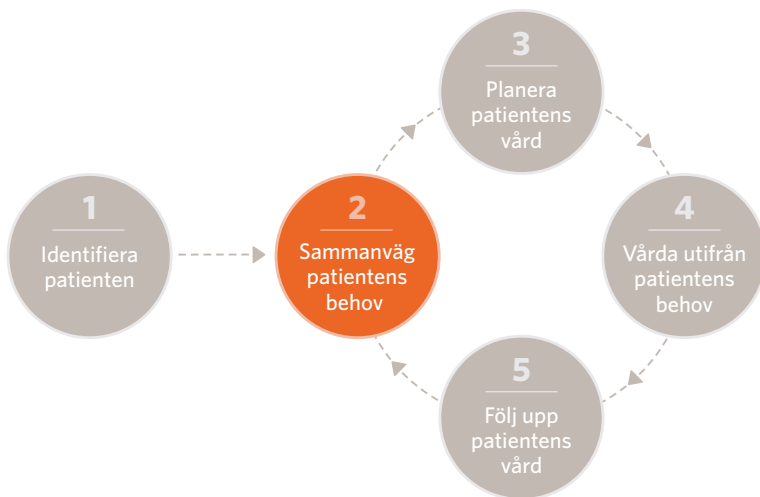 1
Identifiera
patienten
2
Sammanväg
patientens
behov
3
Planera
patientens
vård
4
Vårda utifrån
patientens
behov
5
Följ upp
patientens
vård